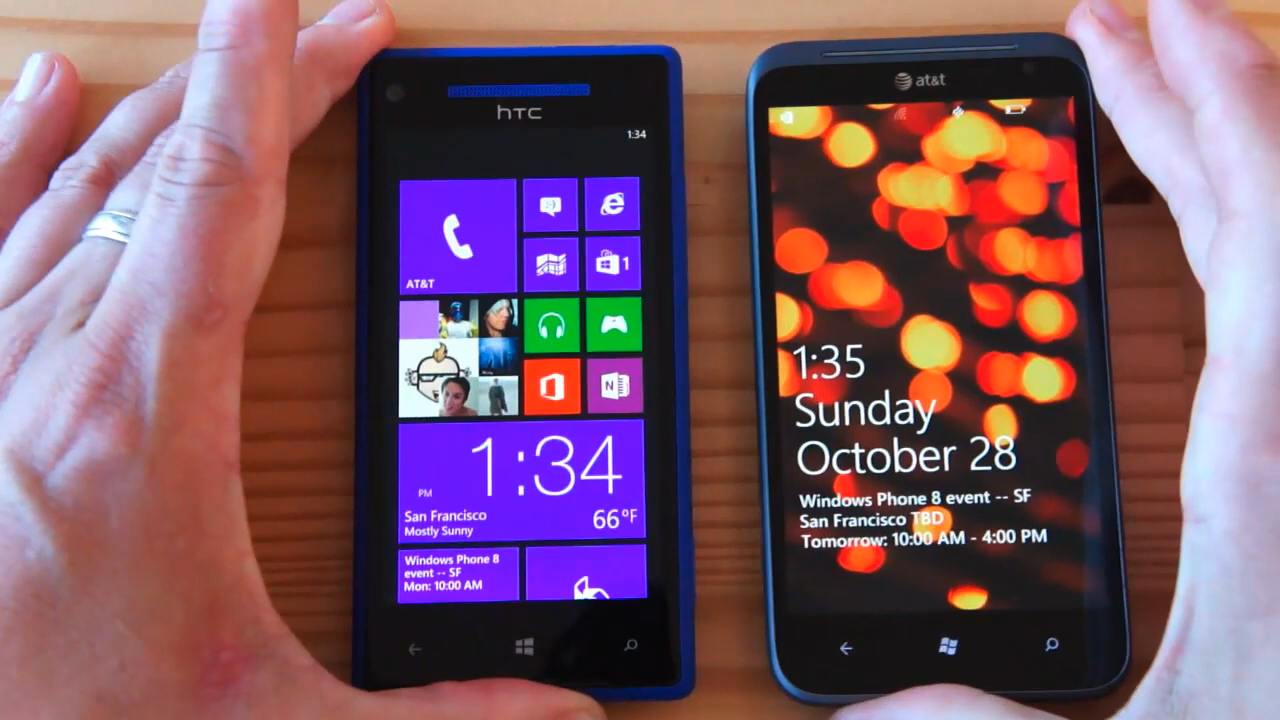 hTC
1:34
AT&T
1
N
1:34
PM
San Francisco
Mostly Sunny
66°F
Windows Phone 8
event -- SF
Mon: 10:00 AM
at&t
1:35
Sunday
October 28
Windows Phone 8 event -- SF
San Francisco TBD
Tomorrow: 10:00 AM - 4:00 PM